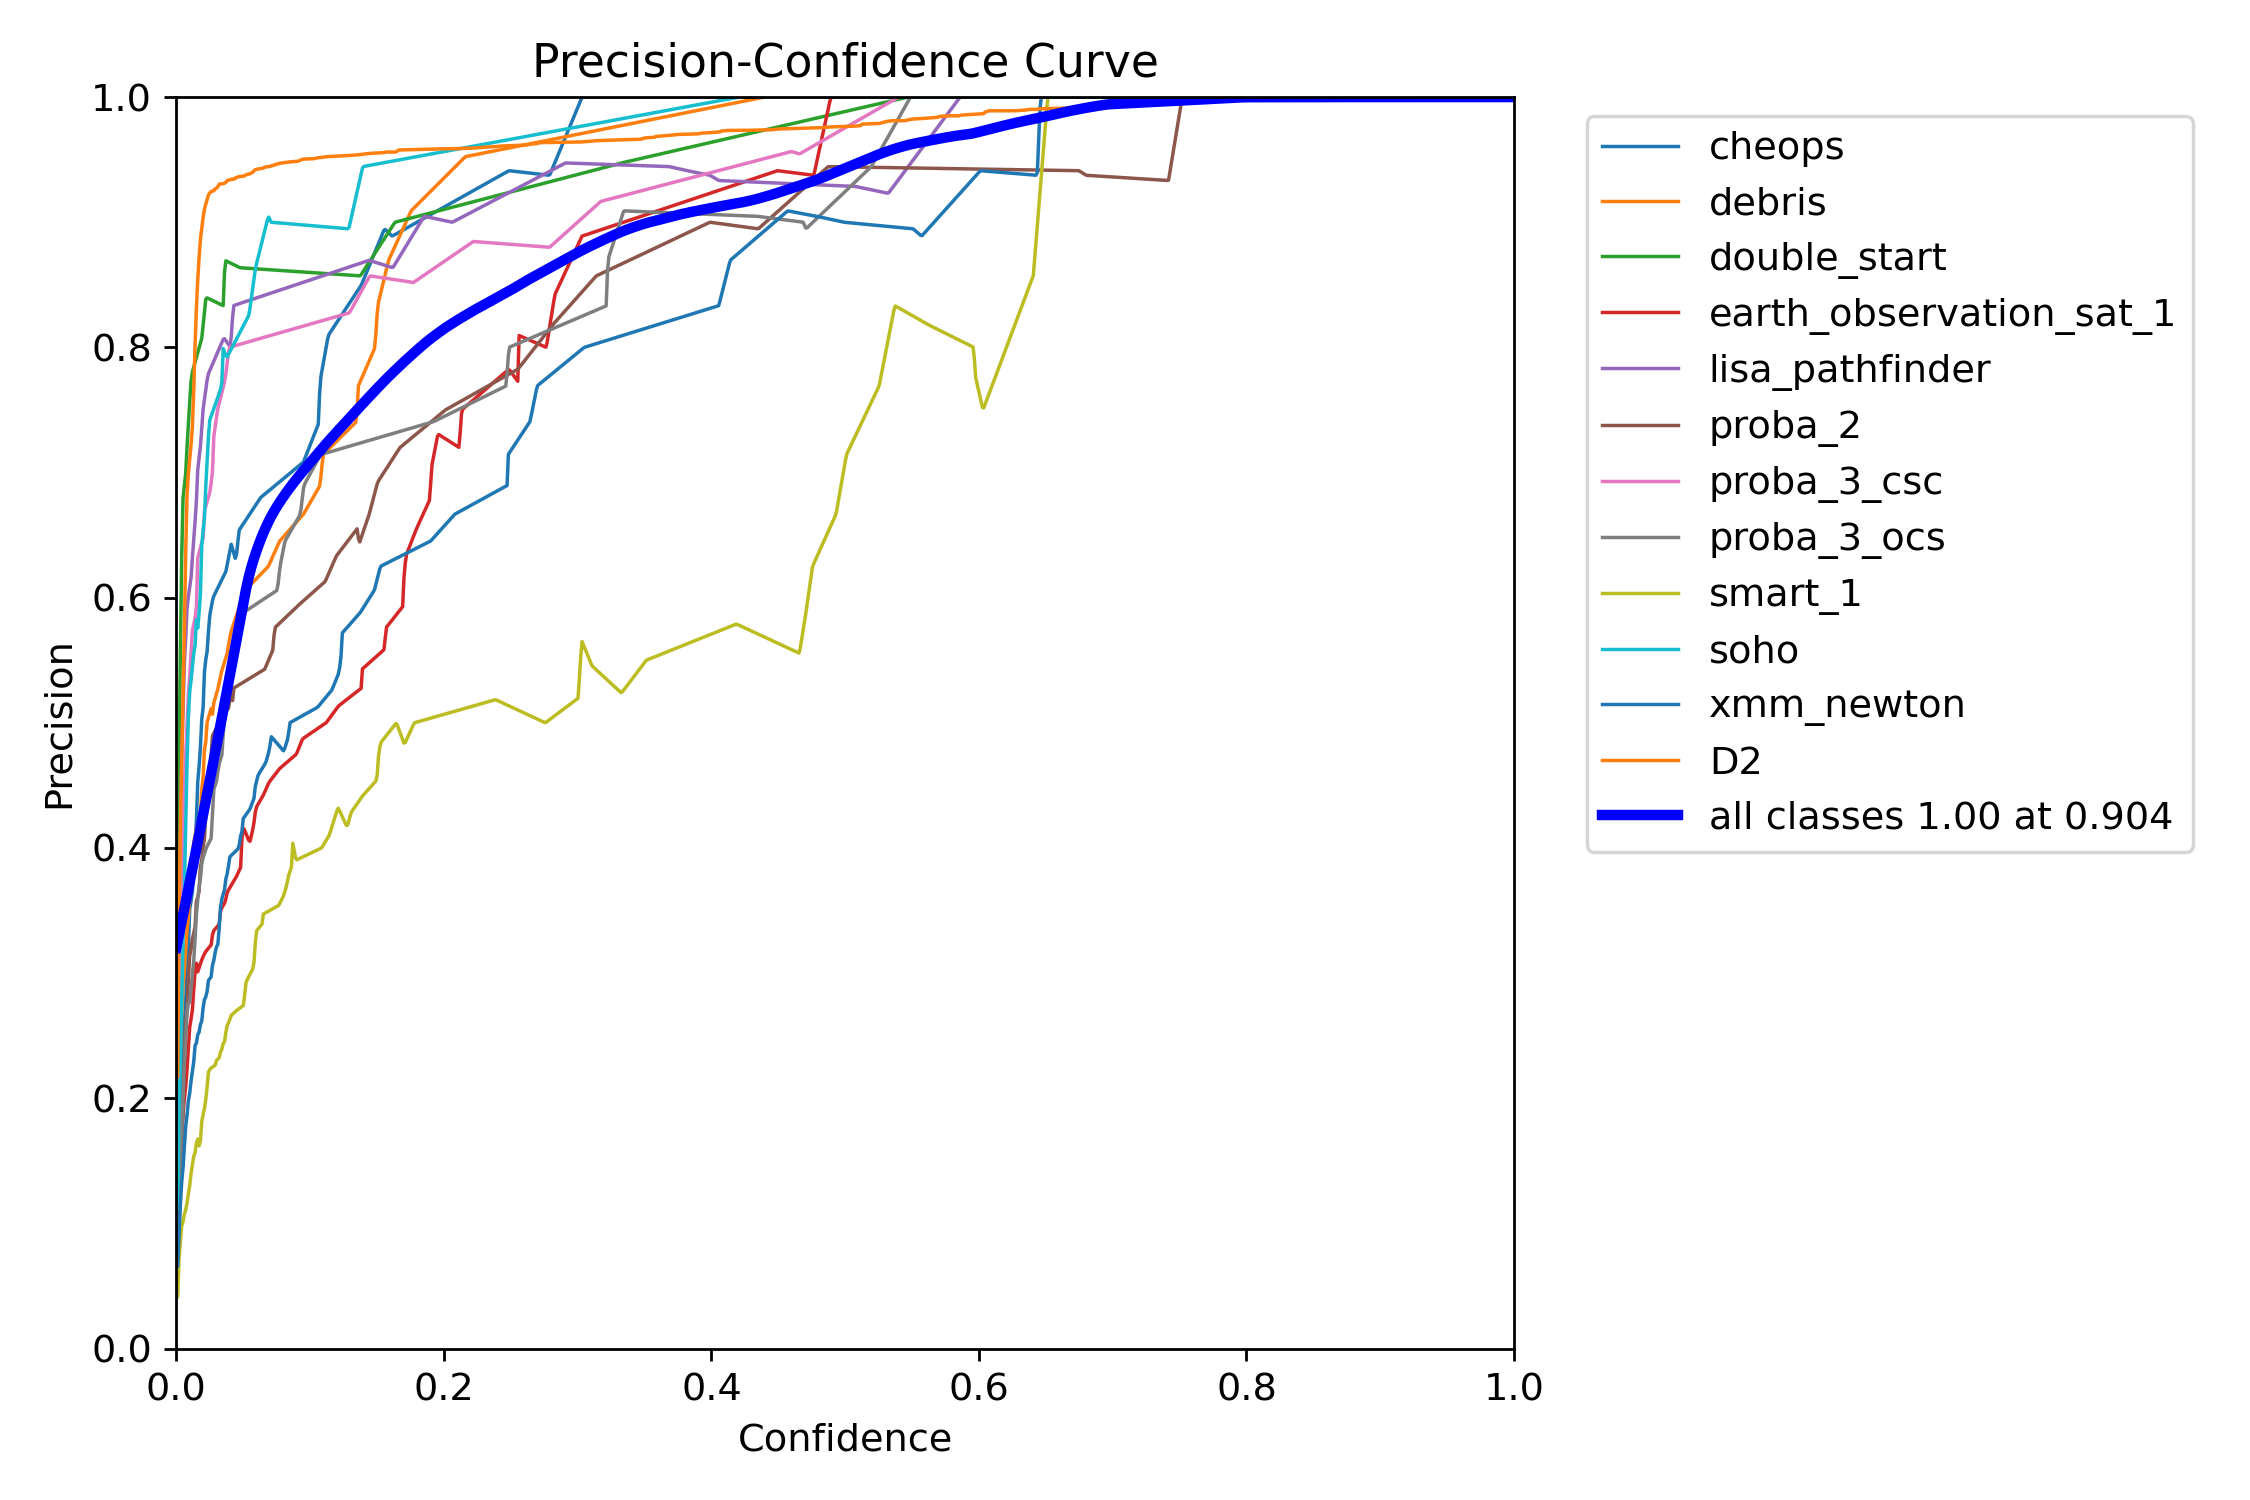 Precision-Confidence Curve
1.0
0.8
0.6
0.4
0.2
0.0
Precision
0.0 0.2 0.4 0.6 0.8 1.0
Confidence
cheops
debris
double_start
earth_observation_sat_1
lisa_pathfinder
proba_2
proba_3_csc
proba_3_ocs
smart_1
soho
xmm_newton
D2
all classes 1.00 at 0.904